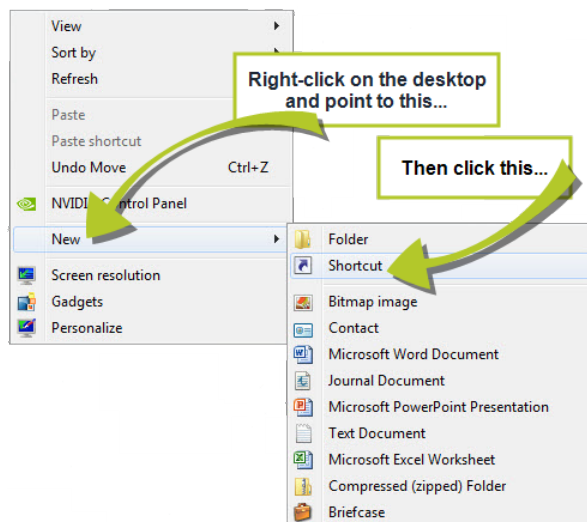 View
Sort by
Refresh
Right-click on the desktop
and point to this...
Paste
Paste shortcut
Undo Move Ctrl+Z
Then click this...
NVIDI Control Panel
New
Folder
Shortcut
Screen resolution
Gadgets
Personalize
Bitmap image
Contact
Microsoft Word Document
Journal Document
Microsoft PowerPoint Presentation
Text Document
Microsoft Excel Worksheet
Compressed (zipped) Folder
Briefcase